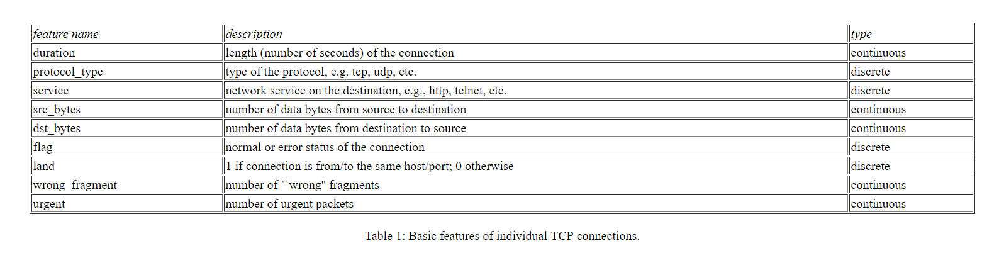 feature name description type
duration length (number of seconds) of the connection continuous
protocol_type type of the protocol, e.g. tcp, udp, etc. discrete
service network service on the destination, e.g., http, telnet, etc. discrete
src_bytes number of data bytes from source to destination continuous
dst_bytes number of data bytes from destination to source continuous
flag normal or error status of the connection discrete
land 1 if connection is from/to the same host/port; 0 otherwise discrete
wrong_fragment number of ``wrong'' fragments continuous
urgent number of urgent packets continuous
Table 1: Basic features of individual TCP connections.